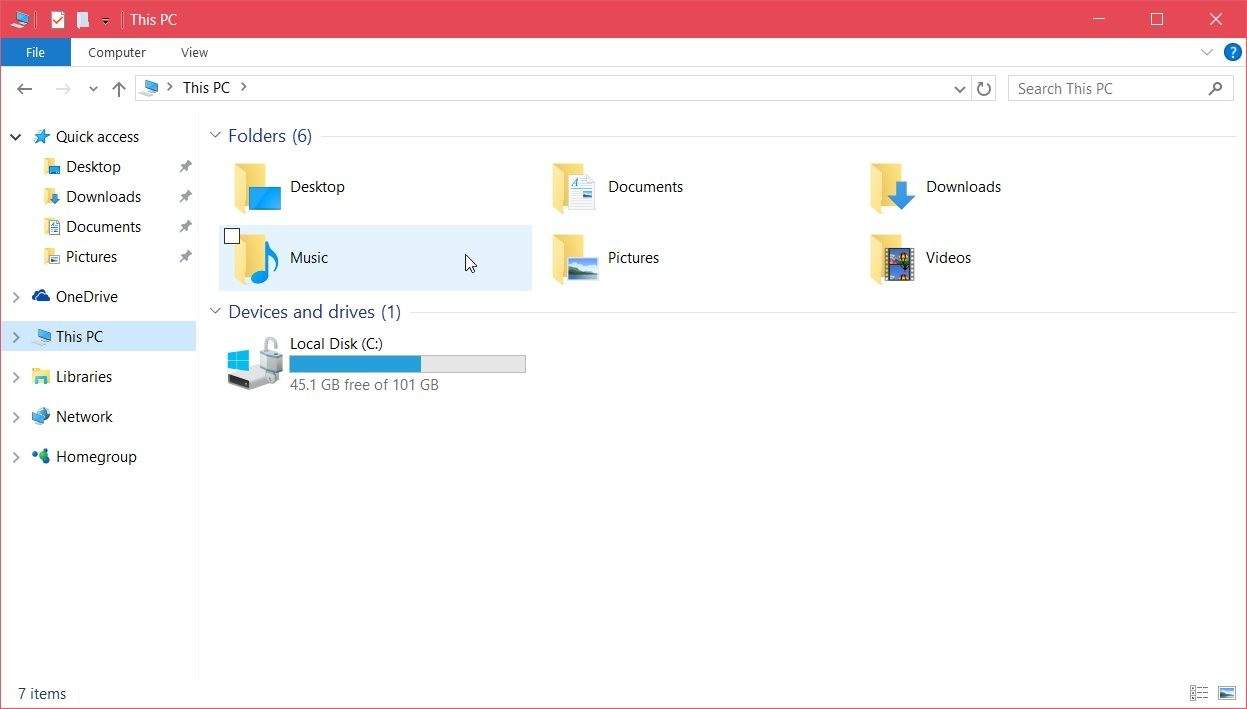 This PC
File Computer View
This PC
Search This PC
Quick access
Desktop
Downloads
Documents
Pictures
OneDrive
This PC
Libraries
Network
Homegroup
Folders (6)
Desktop Documents Downloads
Music Pictures Videos
Devices and drives (1)
Local Disk (C:)
45.1 GB free of 101 GB
7 items